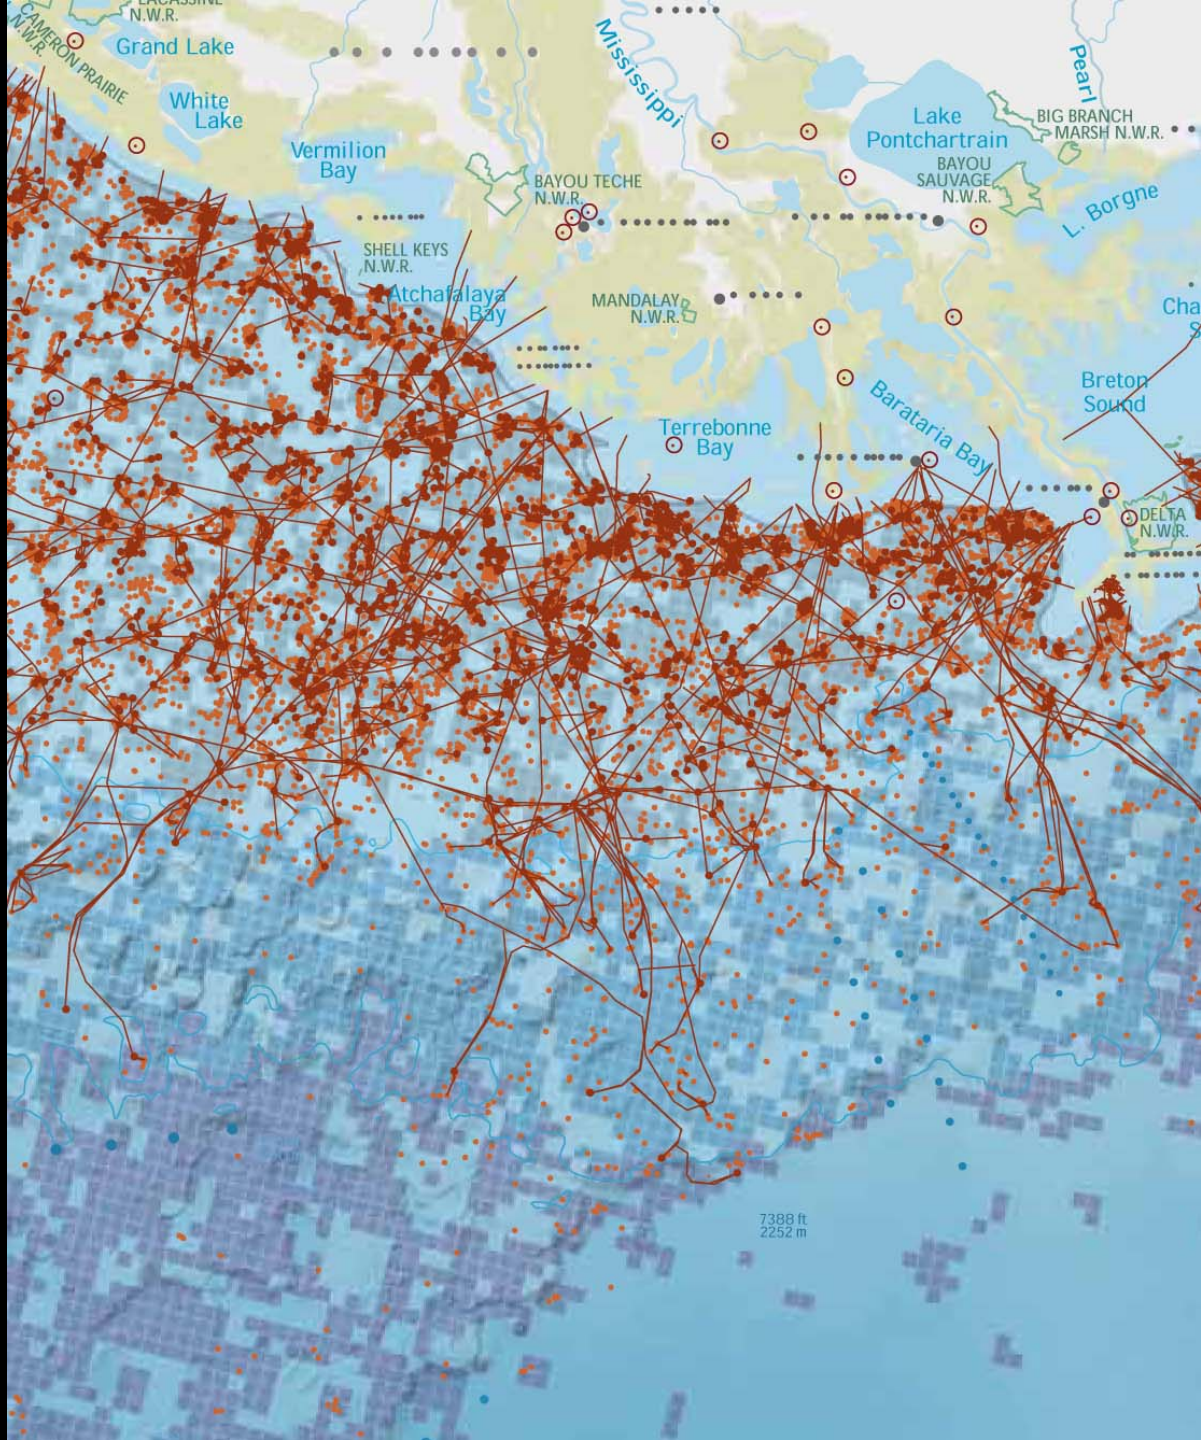 LACASSINE
N.W.R.
CAMERON PRAIRIE
N.W.R.
Grand Lake
White
Lake
Vermilion
Bay
Mississippi
Pearl
Lake
Pontchartrain
BIG BRANCH
MARSH N.W.R.
BAYOU
SAUVAGE
N.W.R.
L. Borgne
BAYOU TECHE
N.W.R.
SHELL KEYS
N.W.R.
Atchafalaya
Bay
MANDALAY
N.W.R.
Cha
S
Breton
Sound
Barataria Bay
Terrebonne
Bay
DELTA
N.W.R.
7388 ft
2252 m